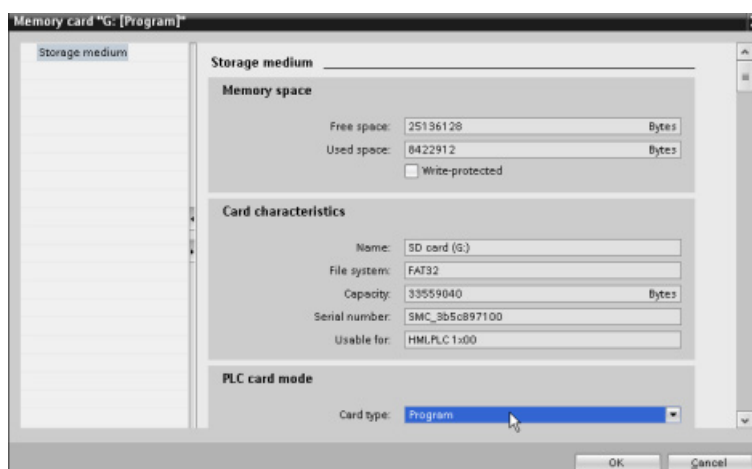 Memory card "G: [Program]"
Storage medium
Storage medium
Memory space
Free space: 25136128 Bytes
Used space: 8422912 Bytes
Write-protected
Card characteristics
Name: SD card (G:)
File system: FAT32
Capacity: 33559040 Bytes
Serial number: SMC_3b5c897100
Usable for: HMI,PLC 1x00
PLC card mode
Card type: Program
OK Cancel